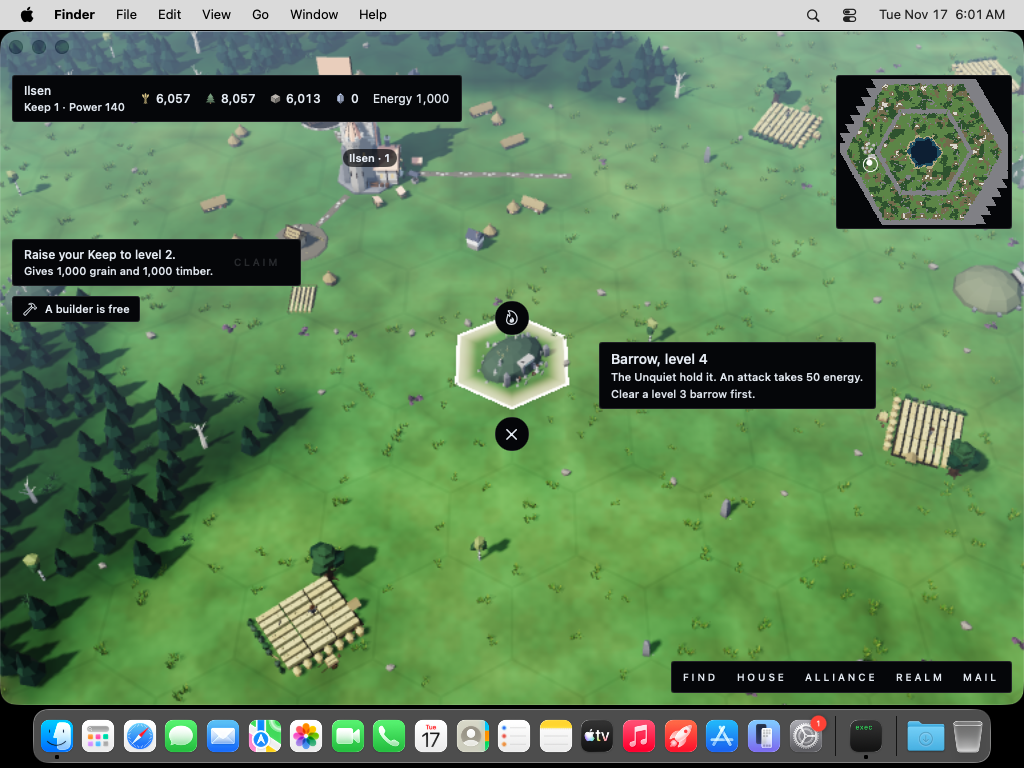 Finder File Edit View Go Window Help Tue Nov 17 6:01 AM
Ilsen
Keep 1 · Power 140
6,057 8,057 6,013 0 Energy 1,000
Ilsen · 1
Raise your Keep to level 2.
Gives 1,000 grain and 1,000 timber.
CLAIM
A builder is free
Barrow, level 4
The Unquiet hold it. An attack takes 50 energy.
Clear a level 3 barrow first.
FIND HOUSE ALLIANCE REALM MAIL
Tue
17
tv
1
exec